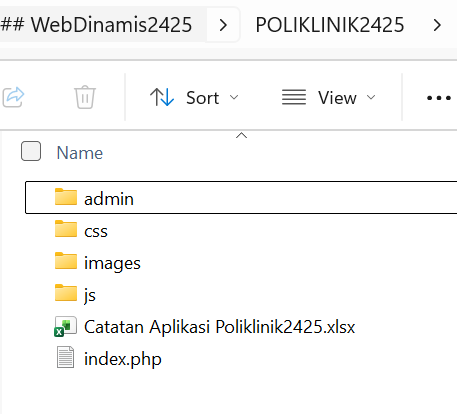 ## WebDinamis2425 > POLIKLINIK2425 >
Sort View ...
Name
admin
css
images
js
Catatan Aplikasi Poliklinik2425.xlsx
index.php